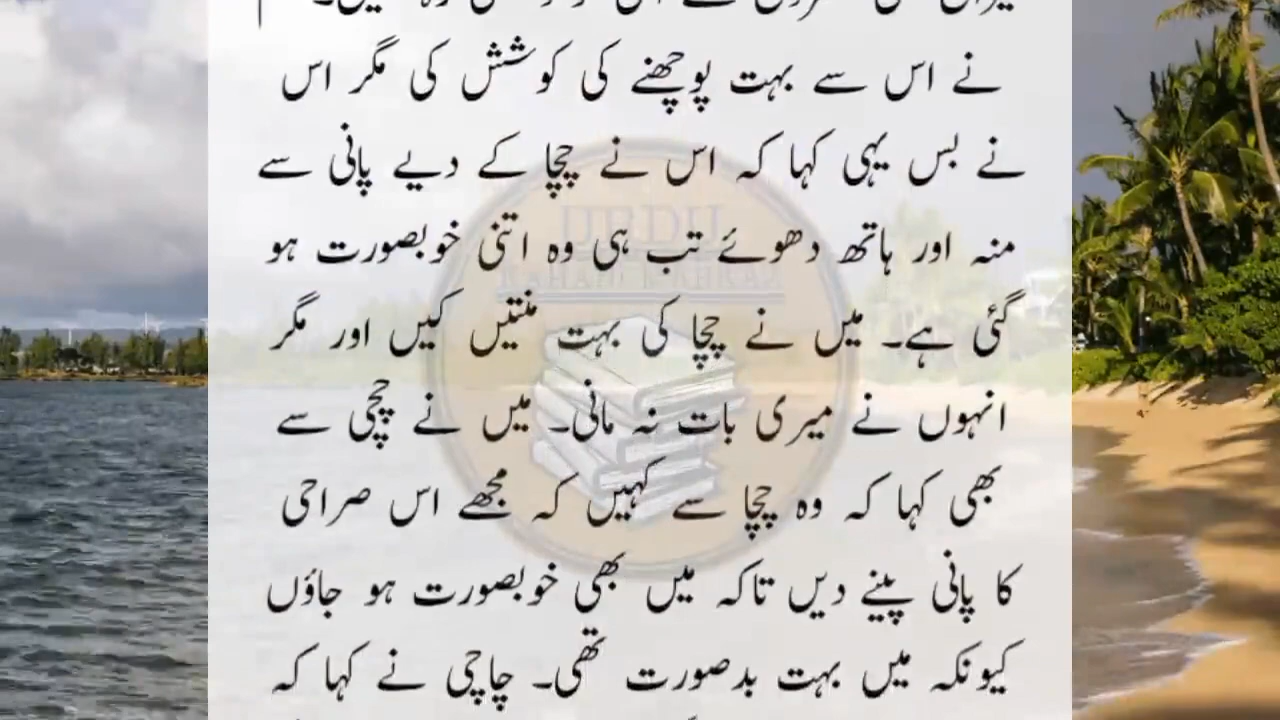 نے اس سے بہت پوچھنے کی کوشش کی مگر اس
نے بس یہی کہا کہ اس نے چچا کے دیے پانی سے
منہ اور ہاتھ دھوئے تب ہی وہ اتنی خوبصورت ہو
گئی ہے۔ میں نے چچا کی بہت منتیں کیں اور مگر
انہوں نے میری بات نہ مانی۔ میں نے چچی سے
بھی کہا کہ وہ چچا سے کہیں کہ مجھے اس صراحی
کا پانی پینے دیں تاکہ میں بھی خوبصورت ہو جاؤں
کیونکہ میں بہت بدصورت تھی۔ چاچی نے کہا کہ
URDU